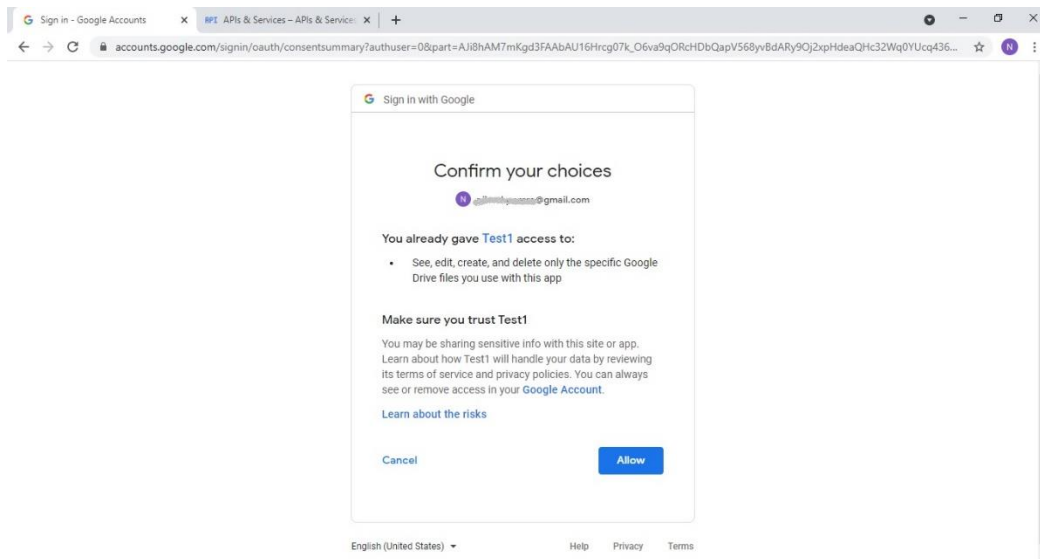 Sign in - Google Accounts
API APIs & Services – APIs & Services
accounts.google.com/signin/oauth/consentsummary?authuser=0&part=AJi8hAM7mKgd3FAAbAU16Hrcg07k_O6va9qORcHDbQapV568yvBdARy9Oj2xpHdeaQHc32Wq0YUcq436...
N
Sign in with Google
Confirm your choices
N @gmail.com
You already gave Test1 access to:
• See, edit, create, and delete only the specific Google
Drive files you use with this app
Make sure you trust Test1
You may be sharing sensitive info with this site or app.
Learn about how Test1 will handle your data by reviewing
its terms of service and privacy policies. You can always
see or remove access in your Google Account.
Learn about the risks
Cancel Allow
English (United States) Help Privacy Terms